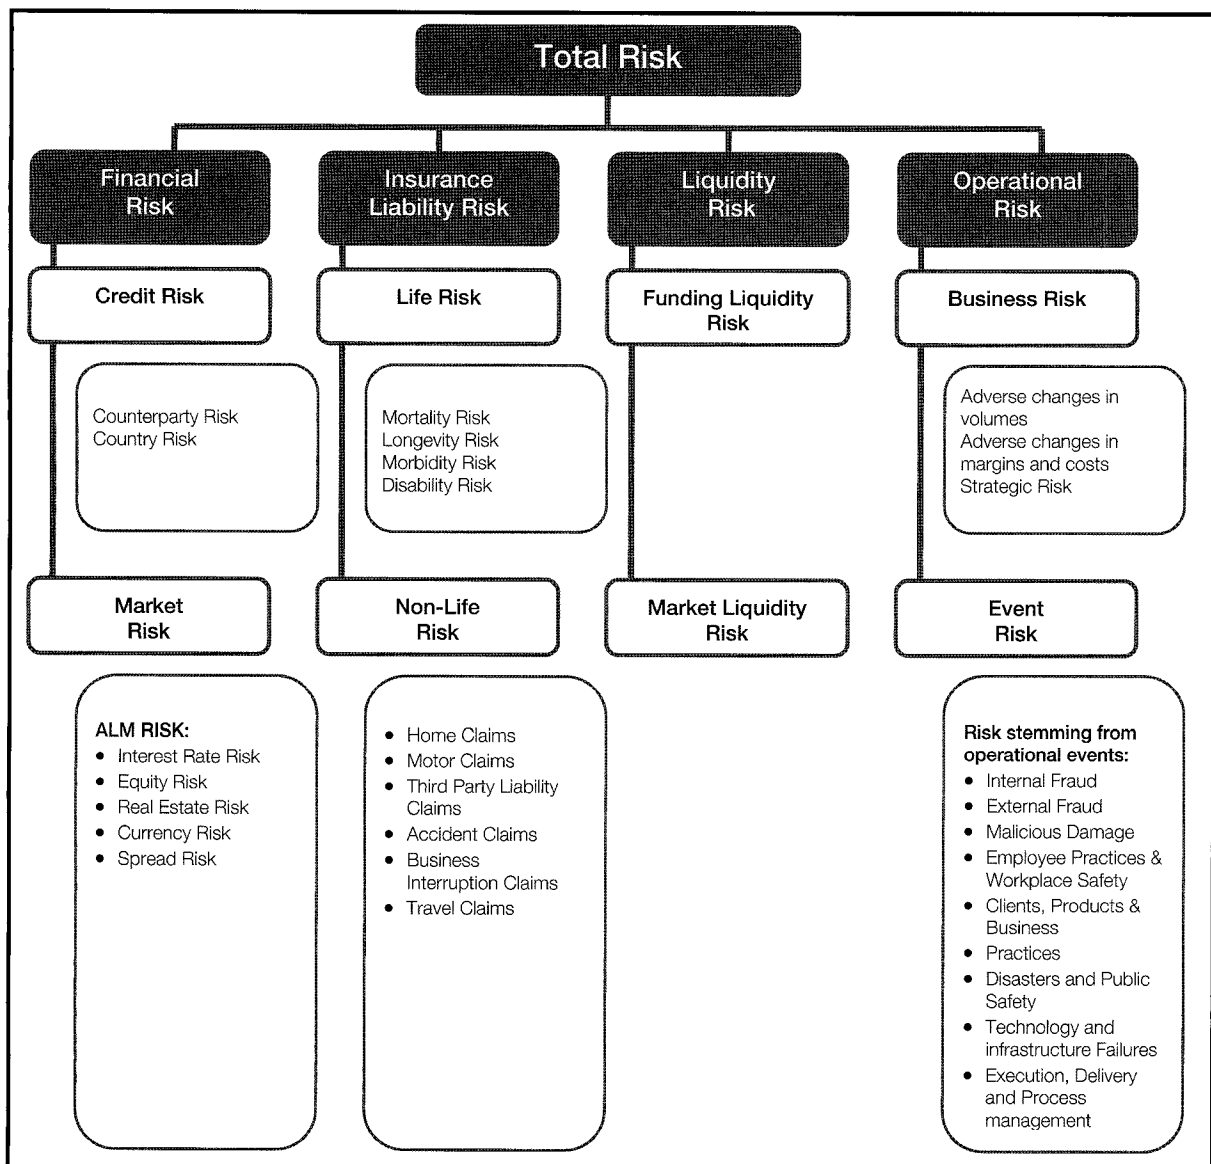 Total Risk
Financial
Risk
Insurance
Liability Risk
Liquidity
Risk
Operational
Risk
Credit Risk
Life Risk
Funding Liquidity
Risk
Business Risk
Counterparty Risk
Country Risk
Mortality Risk
Longevity Risk
Morbidity Risk
Disability Risk
Adverse changes in
volumes
Adverse changes in
margins and costs
Strategic Risk
Market
Risk
Non-Life
Risk
Market Liquidity
Risk
Event
Risk
ALM RISK:
• Interest Rate Risk
• Equity Risk
• Real Estate Risk
• Currency Risk
• Spread Risk
• Home Claims
• Motor Claims
• Third Party Liability
Claims
• Accident Claims
• Business
Interruption Claims
• Travel Claims
Risk stemming from
operational events:
• Internal Fraud
• External Fraud
• Malicious Damage
• Employee Practices &
Workplace Safety
• Clients, Products &
Business
• Practices
• Disasters and Public
Safety
• Technology and
infrastructure Failures
• Execution, Delivery
and Process
management